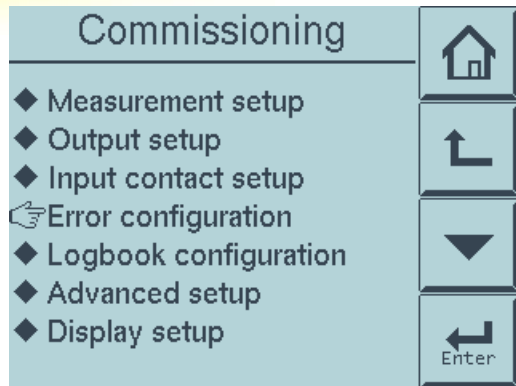 Commissioning
Measurement setup
Output setup
Input contact setup
Error configuration
Logbook configuration
Advanced setup
Display setup
Enter